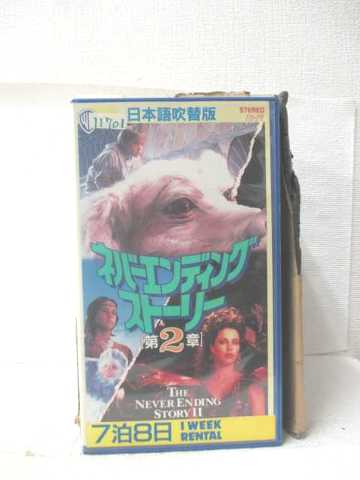 11701
日本語吹替版
STEREO
ネバーエンディング
ストーリー
第2章
THE
NEVER ENDING
STORY II
7泊8日 1 WEEK
RENTAL